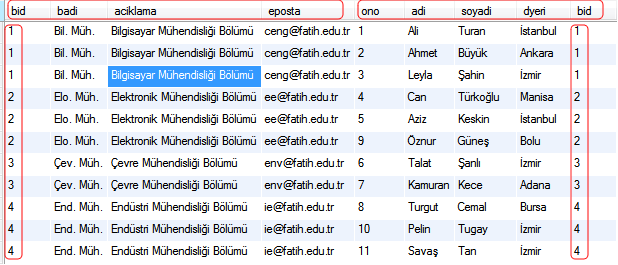 bid badi aciklama eposta ono adi soyadi dyeri bid
1 Bil. Müh. Bilgisayar Mühendisliği Bölümü ceng@fatih.edu.tr 1 Ali Turan İstanbul 1
1 Bil. Müh. Bilgisayar Mühendisliği Bölümü ceng@fatih.edu.tr 2 Ahmet Büyük Ankara 1
1 Bil. Müh. Bilgisayar Mühendisliği Bölümü ceng@fatih.edu.tr 3 Leyla Şahin İzmir 1
2 Elo. Müh. Elektronik Mühendisliği Bölümü ee@fatih.edu.tr 4 Can Türkoğlu Manisa 2
2 Elo. Müh. Elektronik Mühendisliği Bölümü ee@fatih.edu.tr 5 Aziz Keskin İstanbul 2
2 Elo. Müh. Elektronik Mühendisliği Bölümü ee@fatih.edu.tr 9 Öznur Güneş Bolu 2
3 Çev. Müh. Çevre Mühendisliği Bölümü env@fatih.edu.tr 6 Talat Şanlı İzmir 3
3 Çev. Müh. Çevre Mühendisliği Bölümü env@fatih.edu.tr 7 Kamuran Kece Adana 3
4 End. Müh. Endüstri Mühendisliği Bölümü ie@fatih.edu.tr 8 Turgut Cemal Bursa 4
4 End. Müh. Endüstri Mühendisliği Bölümü ie@fatih.edu.tr 10 Pelin Tugay İzmir 4
4 End. Müh. Endüstri Mühendisliği Bölümü ie@fatih.edu.tr 11 Savaş Tan İzmir 4